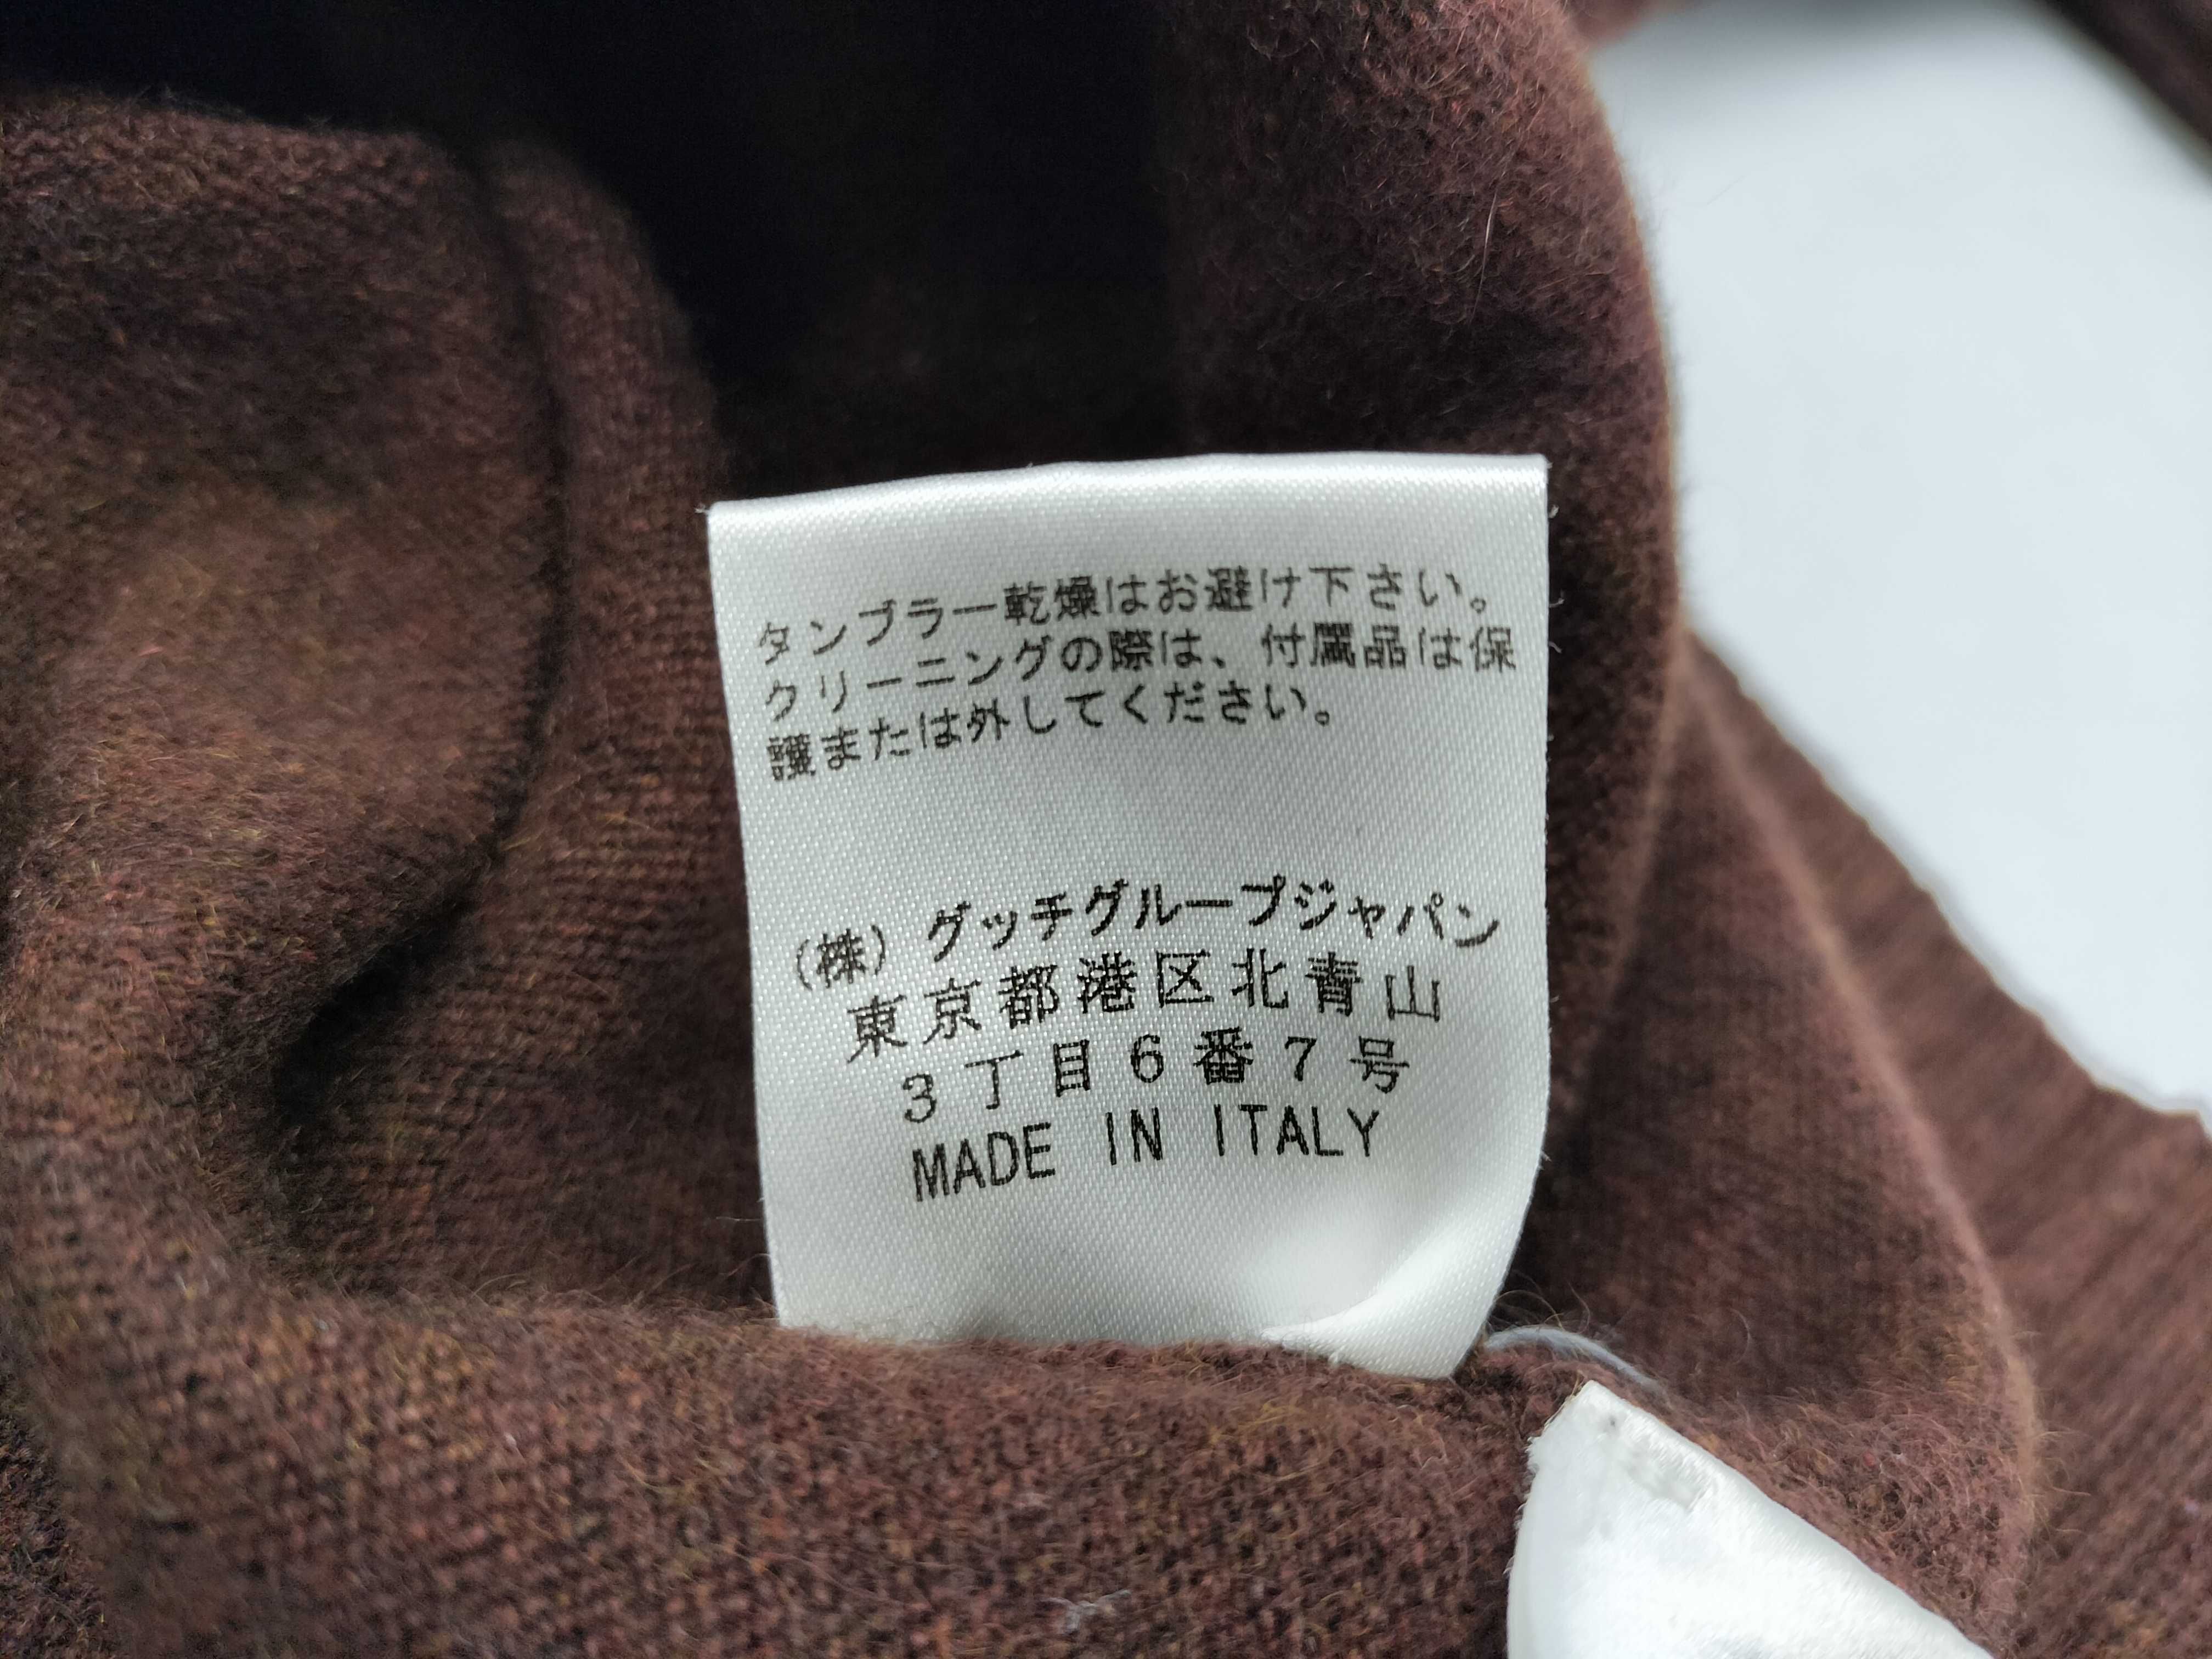 タンブラー乾燥はお避け下さい。
クリーニングの際は、付属品は保
護または外してください。
(株) グッチグループジャパン
東京都港区北青山
3丁目6番7号
MADE IN ITALY